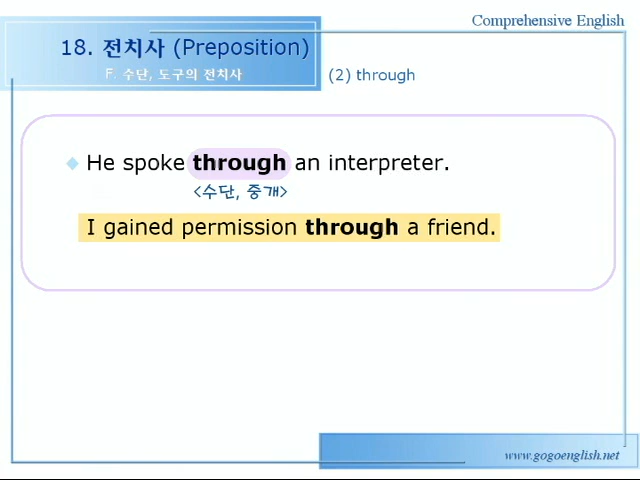 Comprehensive English
18. 전치사 (Preposition)
F. 수단, 도구의 전치사
(2) through
He spoke through an interpreter.
<수단, 중개>
I gained permission through a friend.
www.gogoenglish.net